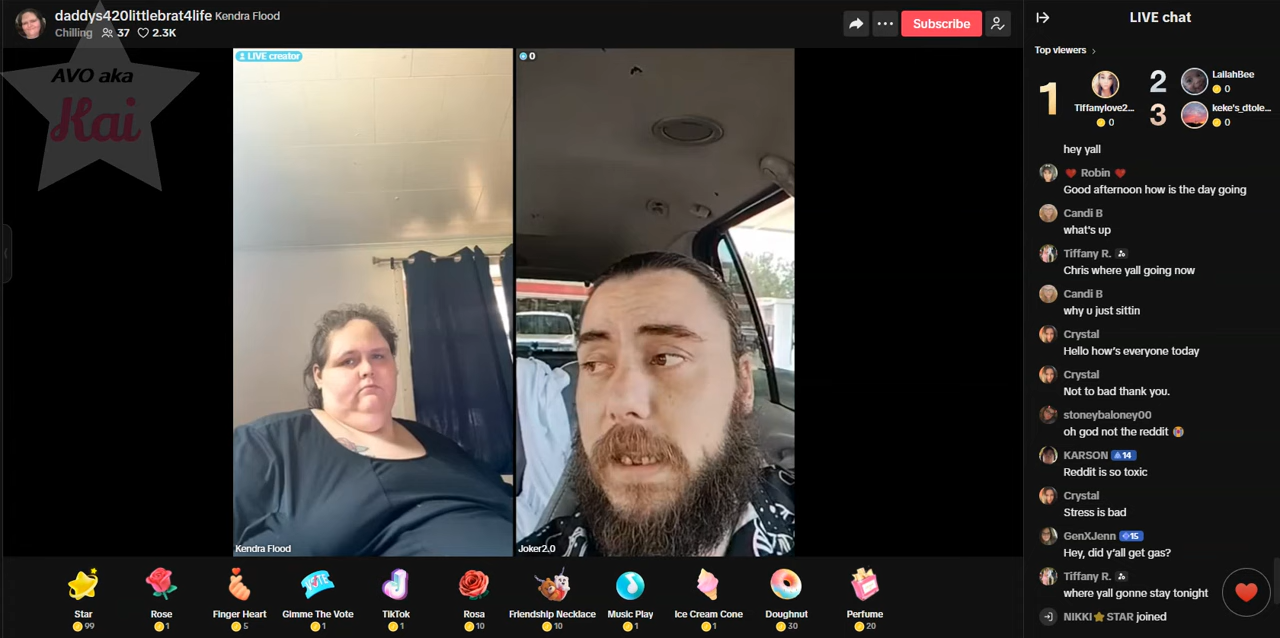 daddys420littlebrat4life Kendra Flood
Chilling 37 2.3K
Subscribe
AVO aka
Kai
LIVE creator
0
Kendra Flood
Joker2,0
Star
99
Rose
1
Finger Heart
5
VOTE
Gimme The Vote
1
TikTok
1
Rosa
10
Friendship Necklace
10
Music Play
1
Ice Cream Cone
1
Doughnut
30
Perfume
20
LIVE chat
Top viewers
1
Tiffanylove2...
0
2
LailahBee
0
3
keke's_dtole...
0
hey yall
Robin
Good afternoon how is the day going
Candi B
what's up
Tiffany R.
Chris where yall going now
Candi B
why u just sittin
Crystal
Hello how's everyone today
Crystal
Not to bad thank you.
stoneybaloney00
oh god not the reddit
KARSON 14
Reddit is so toxic
Crystal
Stress is bad
GenXJenn 15
Hey, did y'all get gas?
Tiffany R.
where yall gonne stay tonight
NIKKI⭐STAR joined